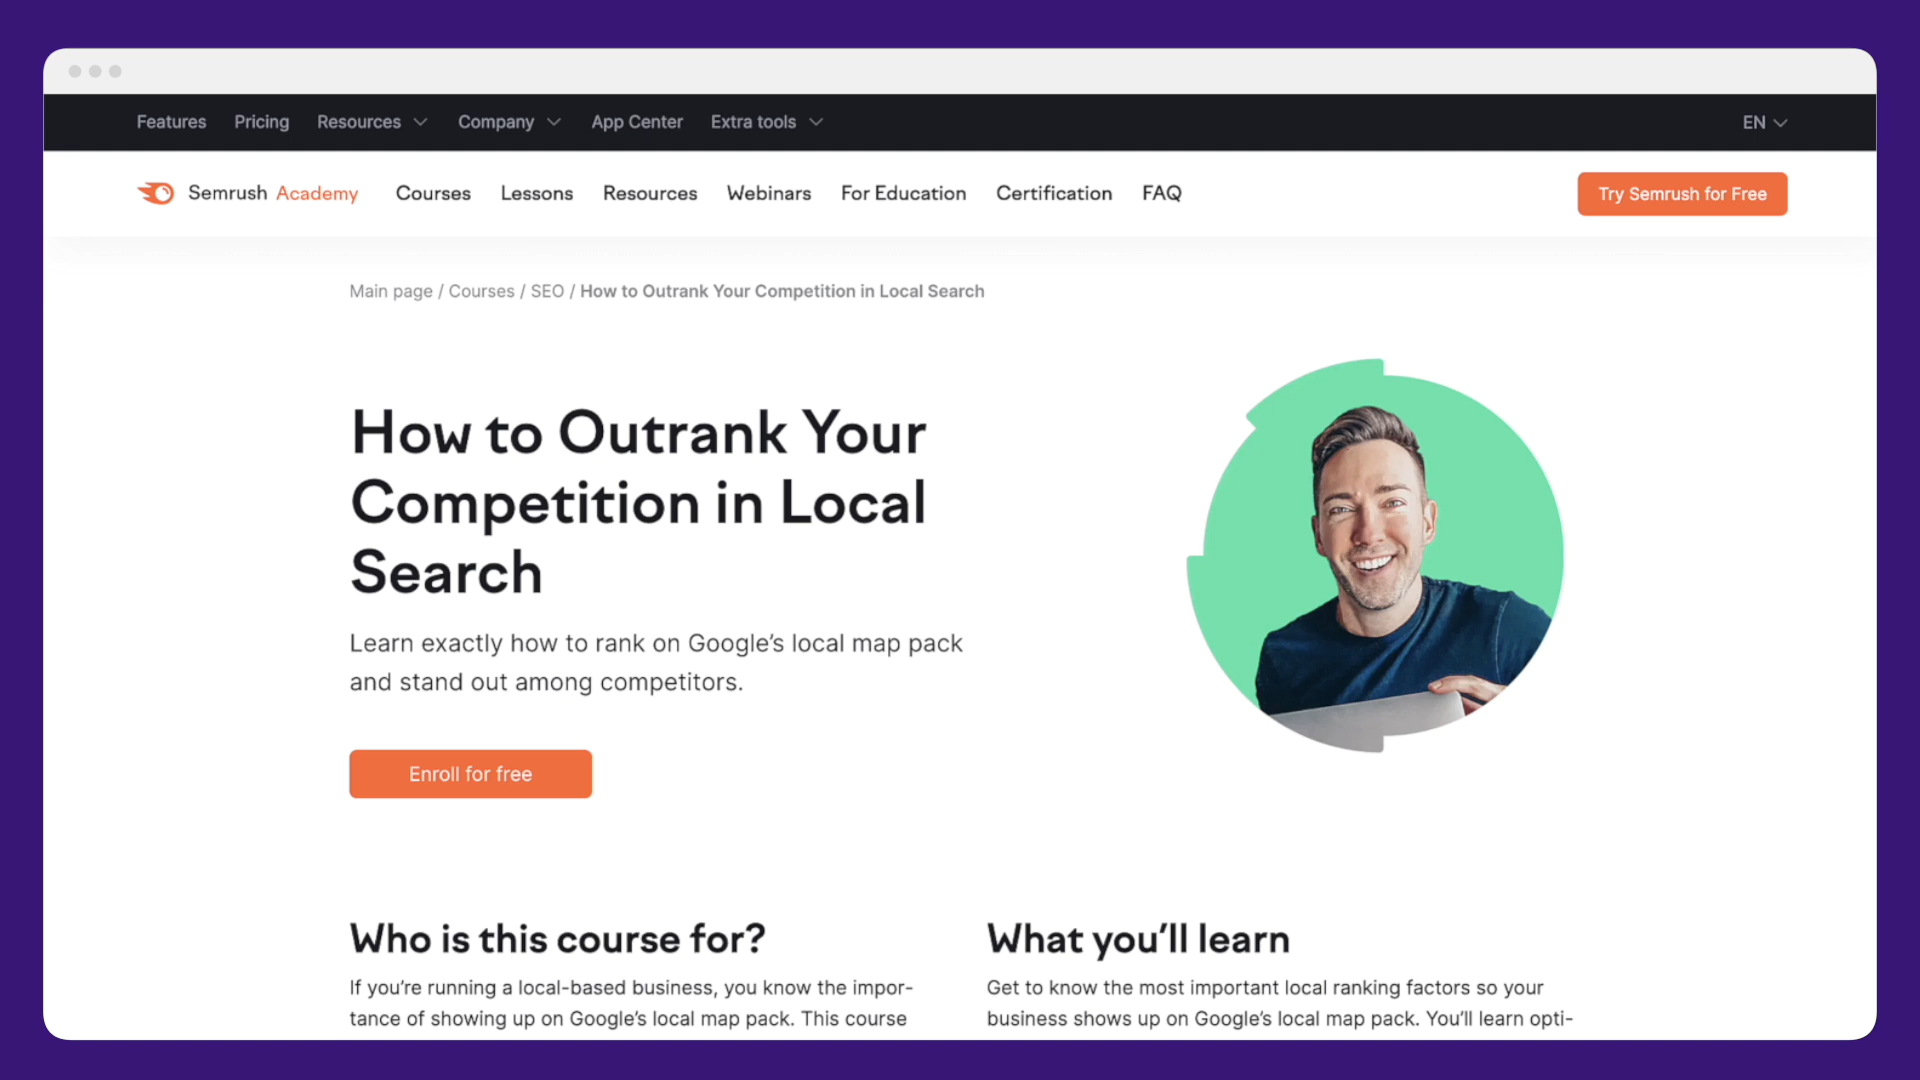 Features Pricing Resources Company App Center Extra tools EN
Semrush Academy Courses Lessons Resources Webinars For Education Certification FAQ Try Semrush for Free
Main page / Courses / SEO / How to Outrank Your Competition in Local Search
How to Outrank Your
Competition in Local
Search
Learn exactly how to rank on Google’s local map pack
and stand out among competitors.
Enroll for free
Who is this course for?
If you’re running a local-based business, you know the impor-
tance of showing up on Google’s local map pack. This course
What you’ll learn
Get to know the most important local ranking factors so your
business shows up on Google’s local map pack. You’ll learn opti-